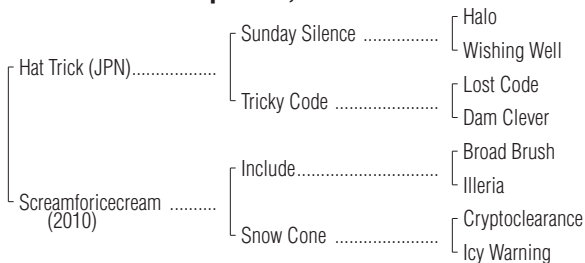 Halo
Sunday Silence ................
Wishing Well
Hat Trick (JPN)..................
Lost Code
Tricky Code ....................
Dam Clever
Broad Brush
Include..............................
Illeria
Screamforicecream ..........
(2010)
Cryptoclearance
Snow Cone ......................
Icy Warning